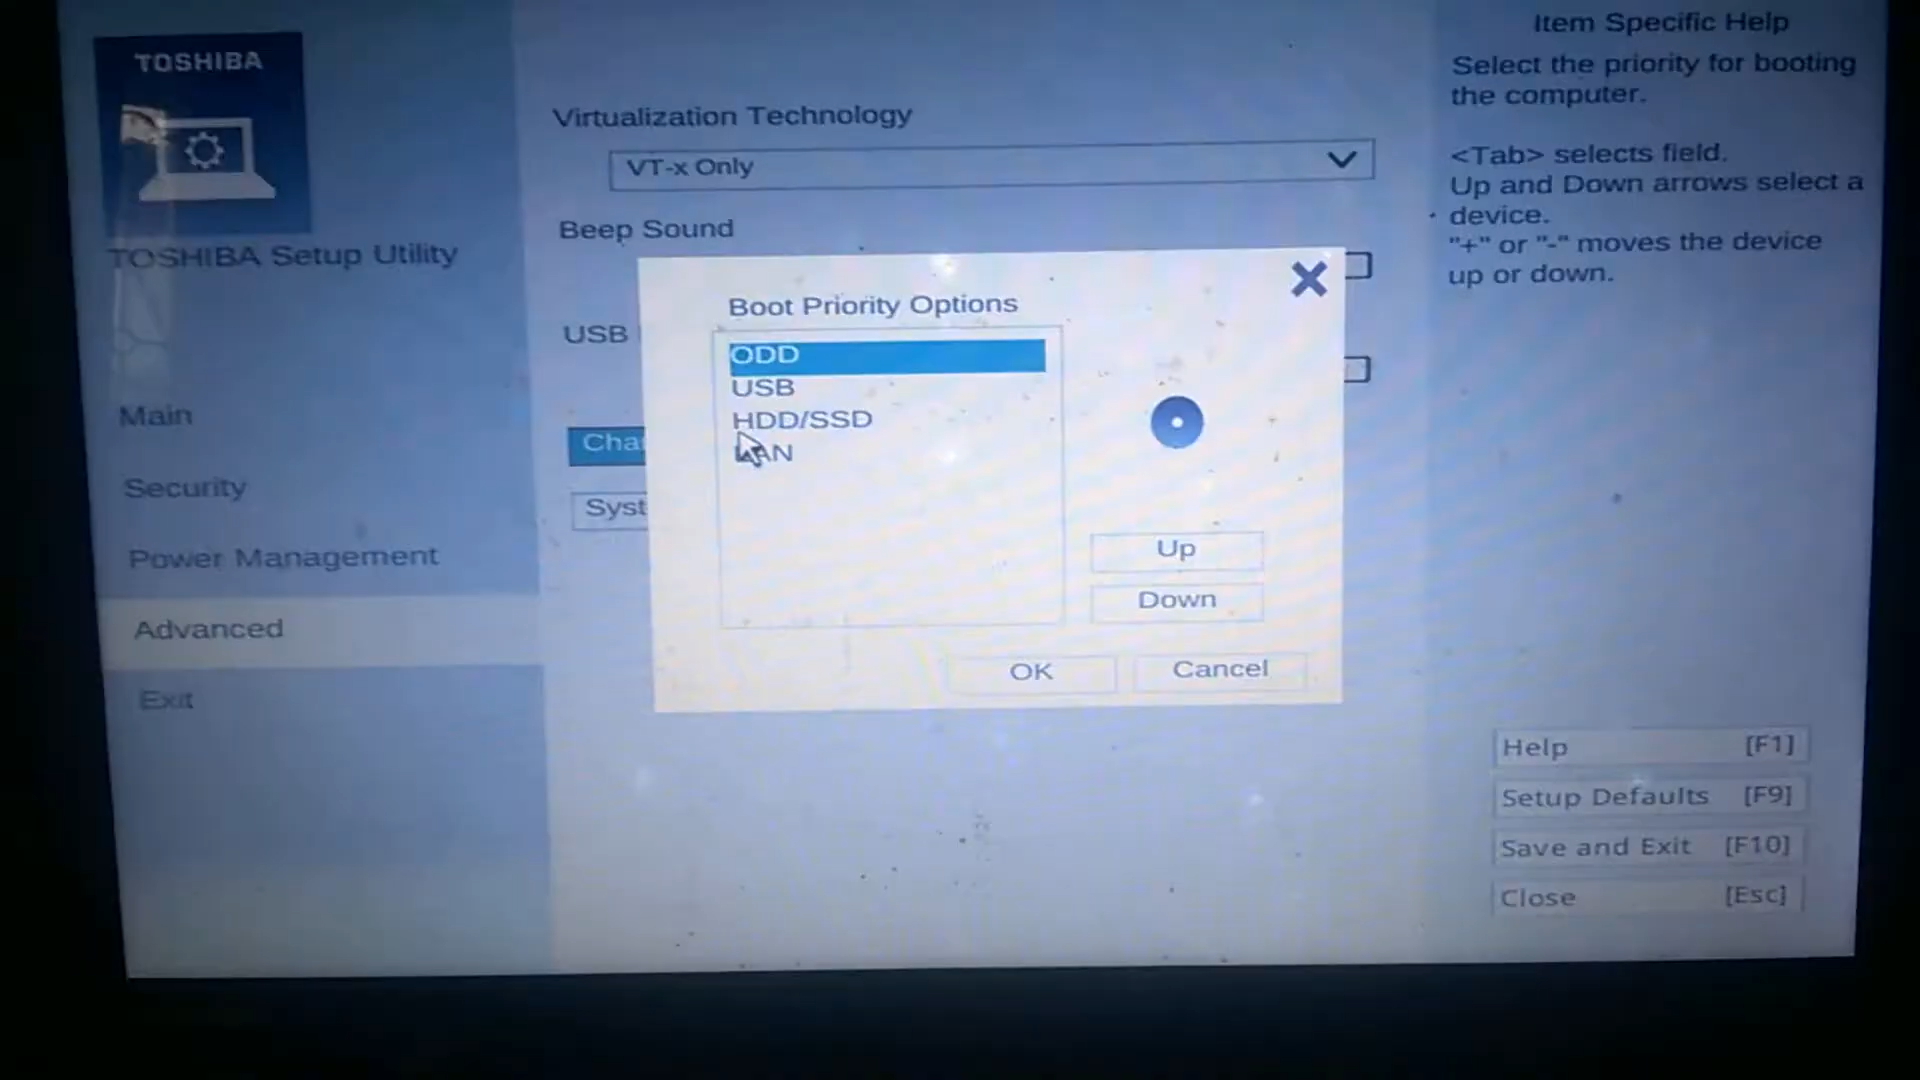 TOSHIBA
TOSHIBA Setup Utility
Main
Security
Power Management
Advanced
Exit
Virtualization Technology
VT-x Only
Beep Sound
USB
Cha
Syst
Boot Priority Options
ODD
USB
HDD/SSD
LAN
Up
Down
OK
Cancel
Item Specific Help
Select the priority for booting
the computer.
<Tab> selects field.
Up and Down arrows select a
device.
"+" or "-" moves the device
up or down.
Help [F1]
Setup Defaults [F9]
Save and Exit [F10]
Close [Esc]